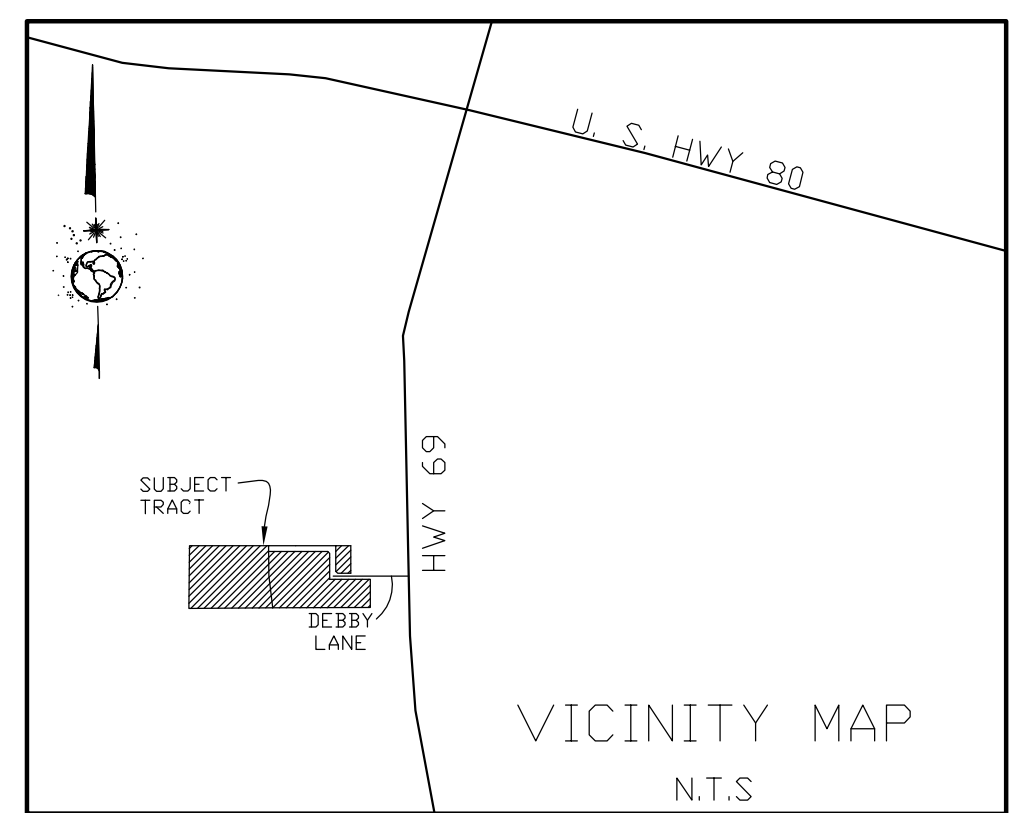 U. S. HWY 80
HWY 69
SUBJECT
TRACT
DEBBY
LANE
VICINITY MAP
N.T.S